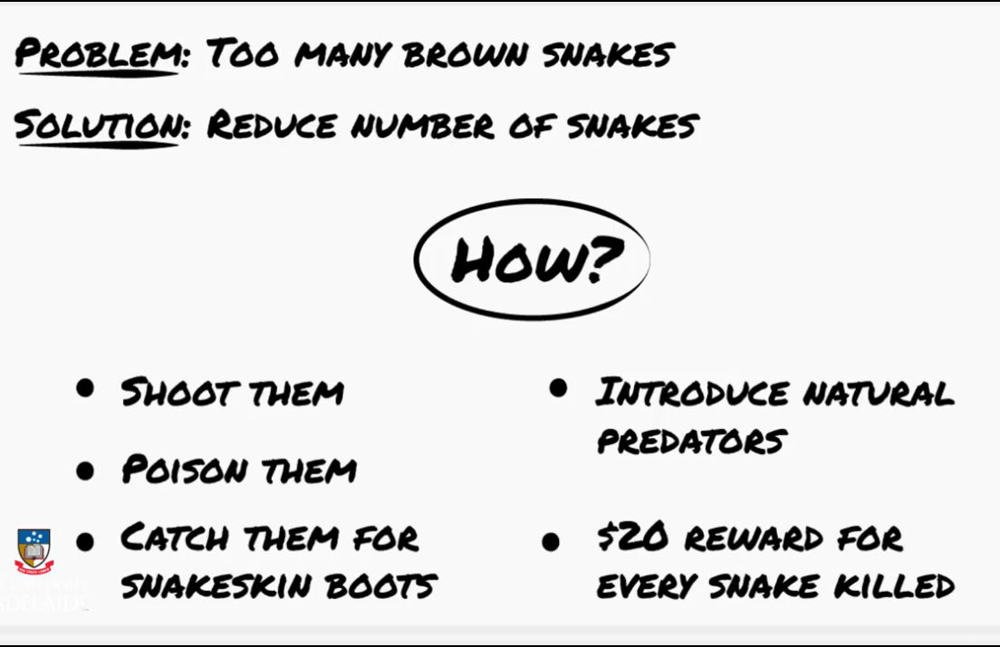 PROBLEM: TOO MANY BROWN SNAKES
SOLUTION: REDUCE NUMBER OF SNAKES
HOW?
• SHOOT THEM
• POISON THEM
• CATCH THEM FOR
SNAKESKIN BOOTS
• INTRODUCE NATURAL
PREDATORS
• $20 REWARD FOR
EVERY SNAKE KILLED